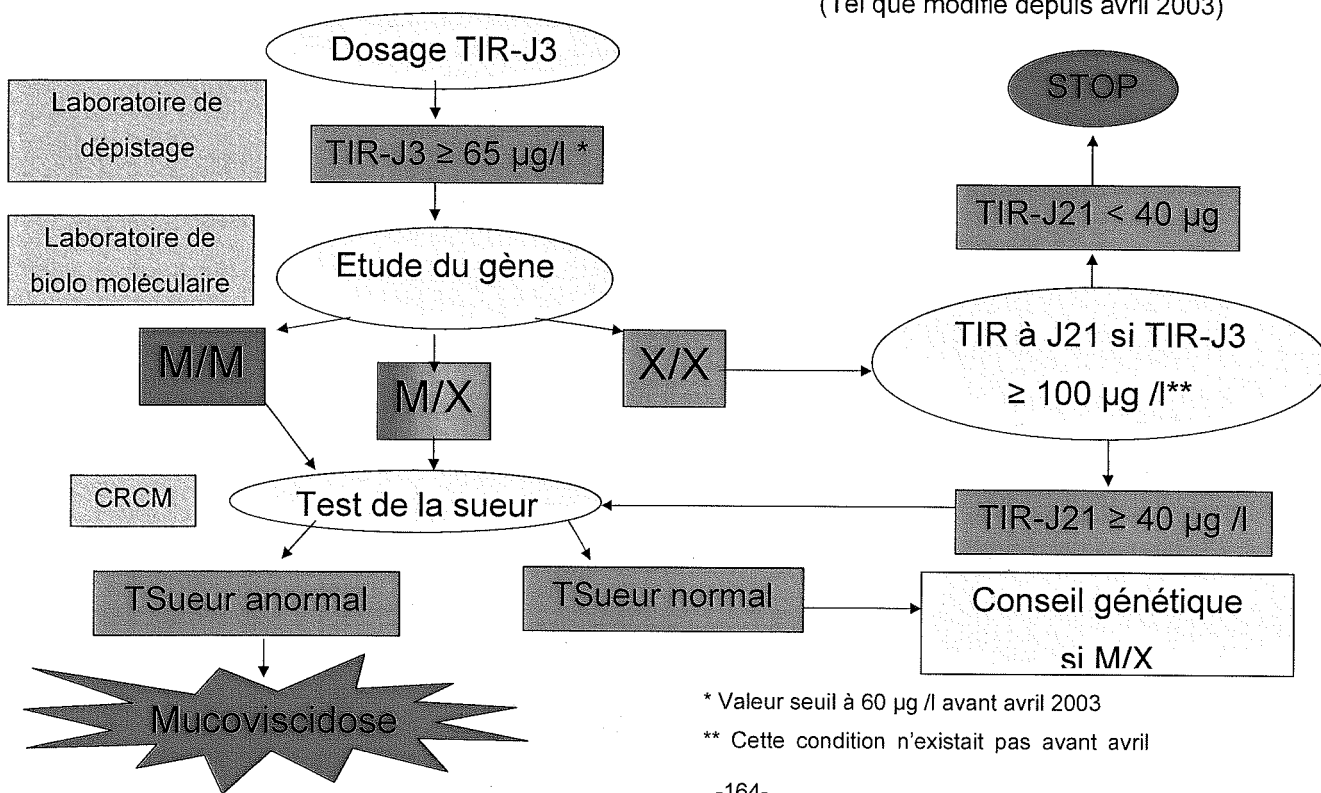 (Tel que modifié depuis avril 2003)
Dosage TIR-J3
STOP
Laboratoire de
dépistage
TIR-J3 ≥ 65 µg/l *
TIR-J21 < 40 µg
Laboratoire de
biolo moléculaire
Etude du gène
TIR à J21 si TIR-J3
≥ 100 µg /l**
M/M
M/X
X/X
CRCM
Test de la sueur
TIR-J21 ≥ 40 µg /l
TSueur anormal
TSueur normal
Conseil génétique
si M/X
Mucoviscidose
* Valeur seuil à 60 µg /l avant avril 2003
** Cette condition n'existait pas avant avril
-164-